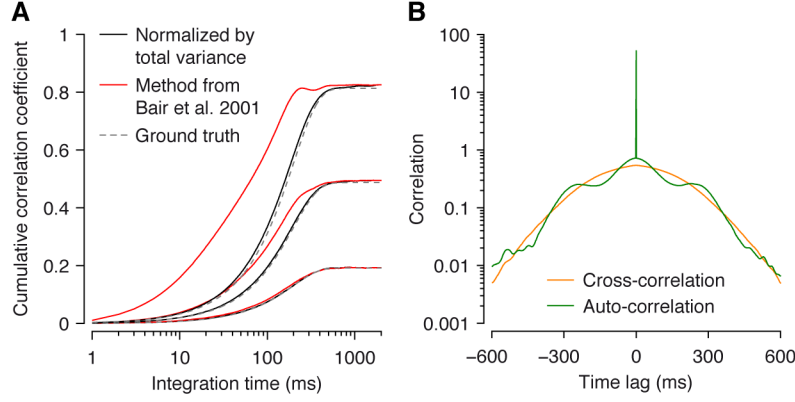 A
Cumulative correlation coefficient
1
0.8
0.6
0.4
0.2
0
Normalized by
total variance
Method from
Bair et al. 2001
Ground truth
1
10
100
1000
Integration time (ms)
B
Correlation
100
10
1
0.1
0.01
0.001
Cross-correlation
Auto-correlation
−600
−300
0
300
600
Time lag (ms)